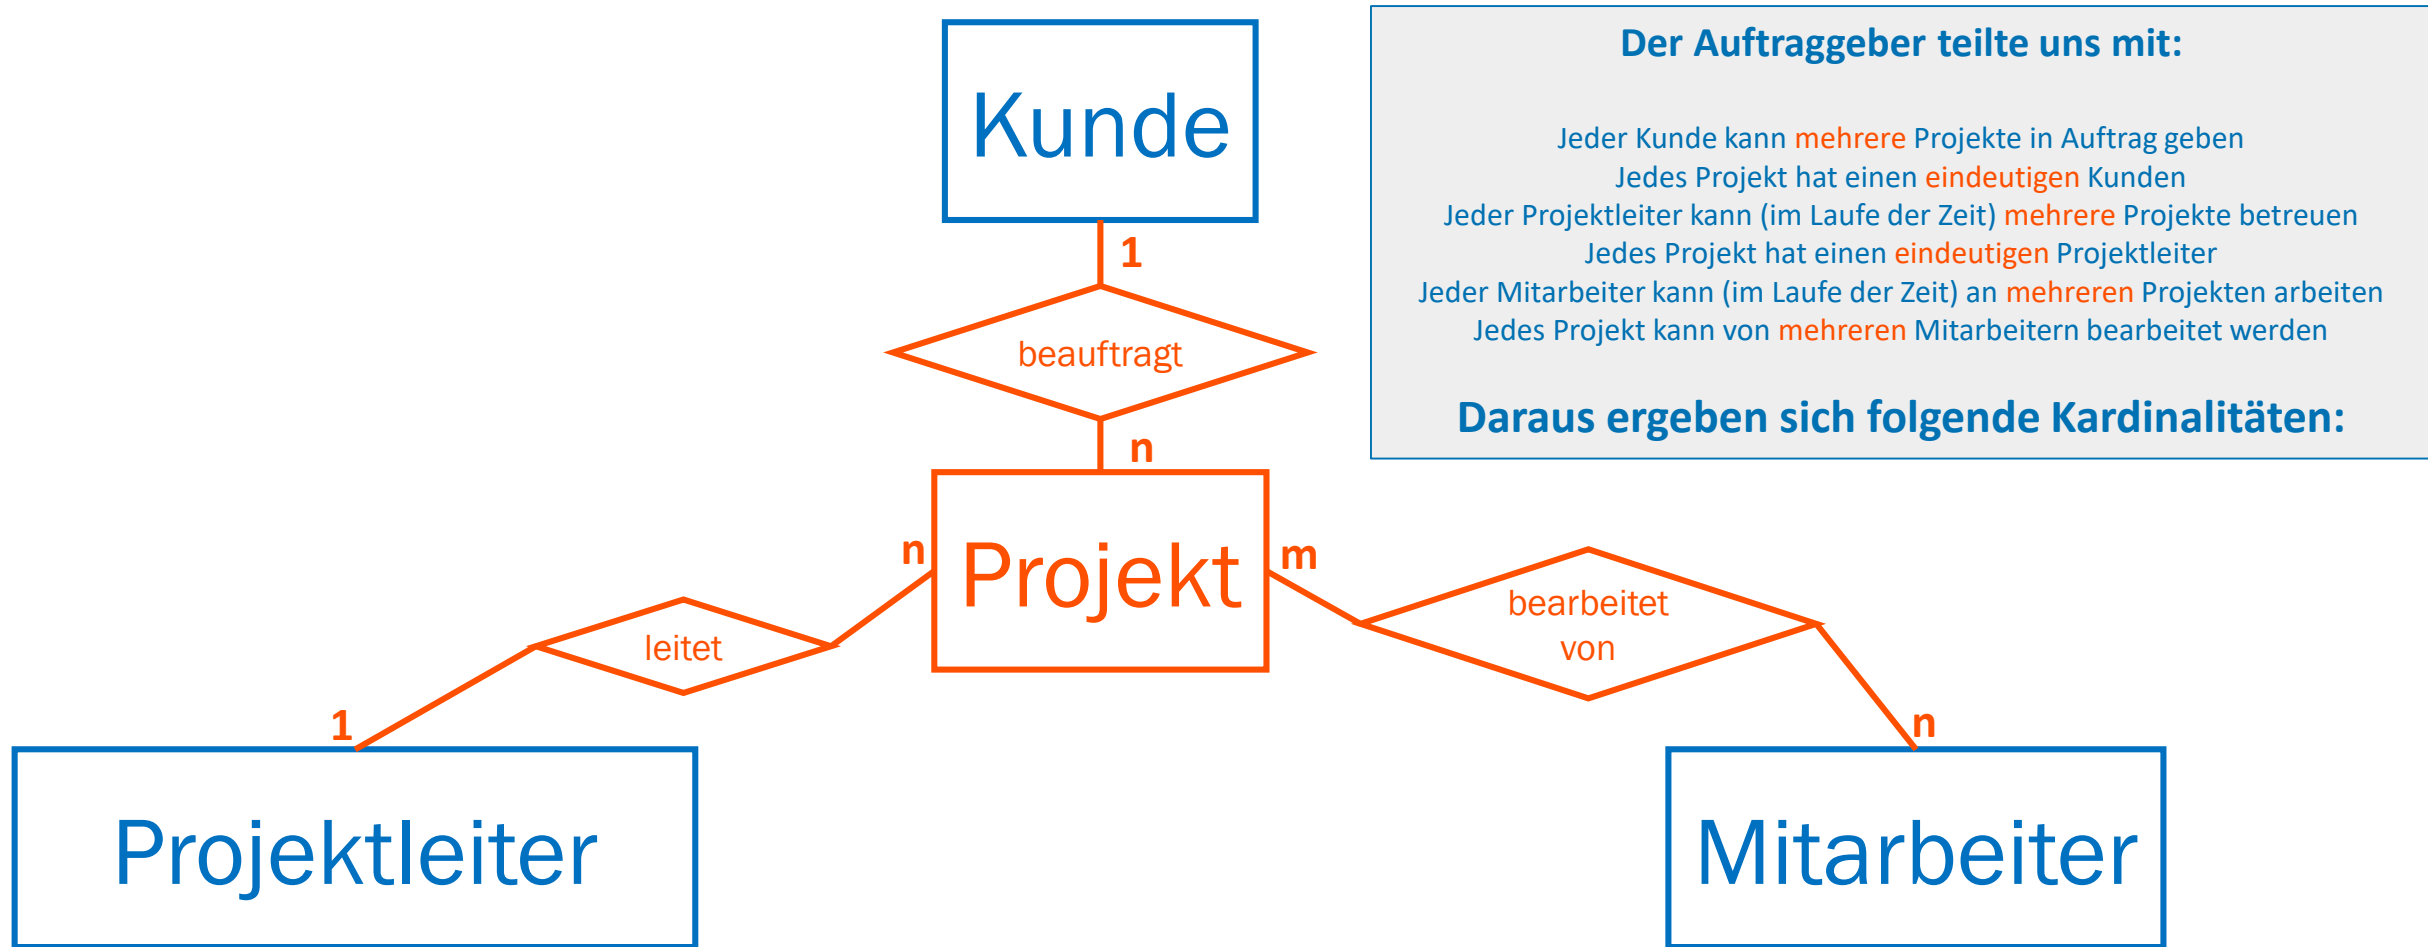 Kunde
Der Auftraggeber teilte uns mit:
Jeder Kunde kann mehrere Projekte in Auftrag geben
Jedes Projekt hat einen eindeutigen Kunden
Jeder Projektleiter kann (im Laufe der Zeit) mehrere Projekte betreuen
Jedes Projekt hat einen eindeutigen Projektleiter
Jeder Mitarbeiter kann (im Laufe der Zeit) an mehreren Projekten arbeiten
Jedes Projekt kann von mehreren Mitarbeitern bearbeitet werden
Daraus ergeben sich folgende Kardinalitäten:
1
beauftragt
n
n
Projekt
m
leitet
bearbeitet
von
1
n
Projektleiter
Mitarbeiter